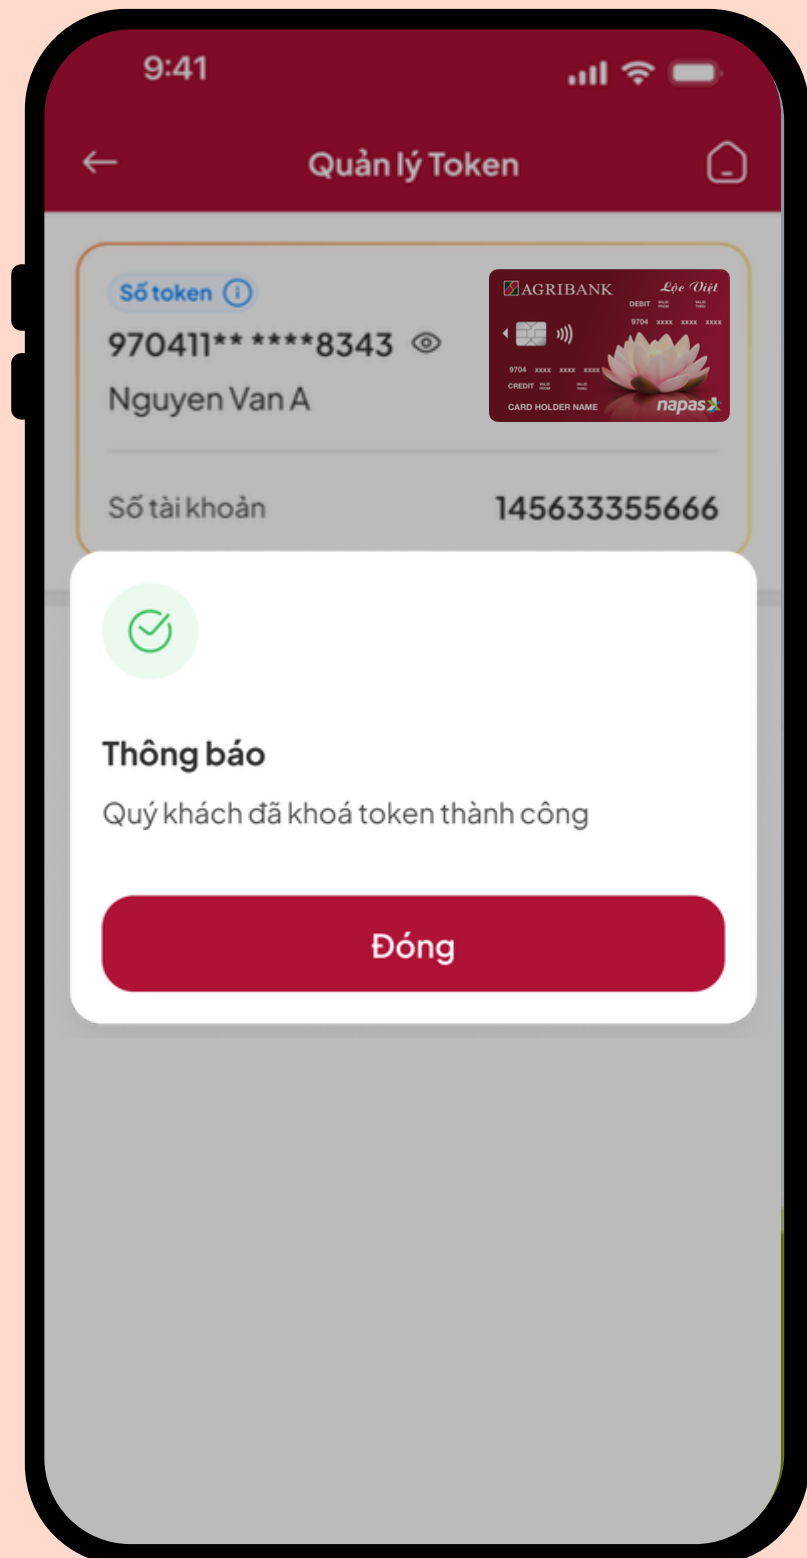 9:41
Quản lý Token
Số token
970411** ****8343
Nguyen Van A
AGRIBANK
Lộc Việt
DEBIT
9704 xxxx xxxx xxxx
9704 xxxx xxxx xxxx
CREDIT
CARD HOLDER NAME
napas
Số tài khoản
145633355666
Thông báo
Quý khách đã khoá token thành công
Đóng